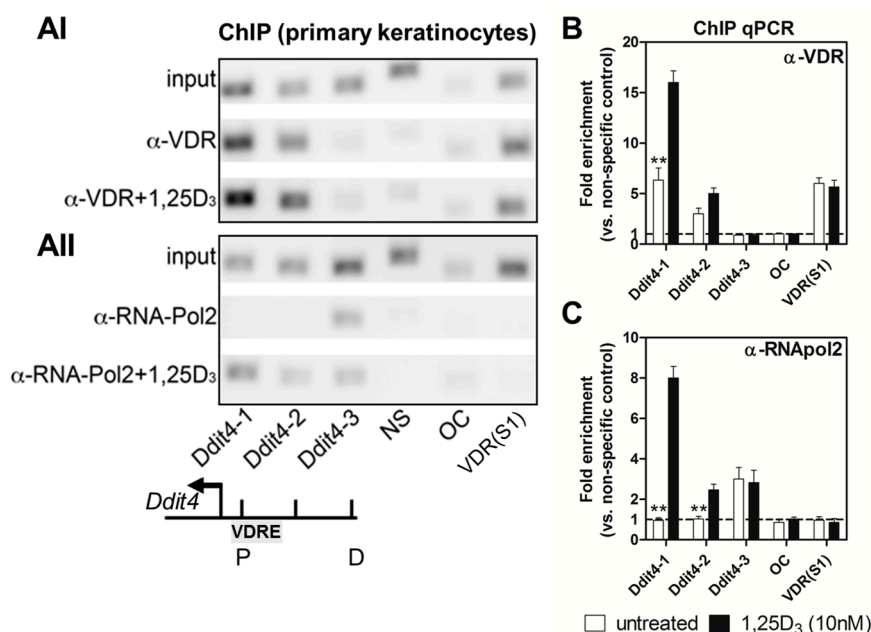 AI
ChIP (primary keratinocytes)
input
α-VDR
α-VDR+1,25D₃
AII
input
α-RNA-Pol2
α-RNA-Pol2+1,25D₃
Ddit4-1
Ddit4-2
Ddit4-3
NS
OC
VDR(S1)
Ddit4
VDRE
P
D
B
ChIP qPCR
α-VDR
Fold enrichment
(vs. non-specific control)
20
15
10
5
1
0
**
Ddit4-1
Ddit4-2
Ddit4-3
OC
VDR(S1)
C
α-RNApol2
Fold enrichment
(vs. non-specific control)
10
8
6
4
2
1
0
**
**
Ddit4-1
Ddit4-2
Ddit4-3
OC
VDR(S1)
untreated
1,25D₃ (10nM)